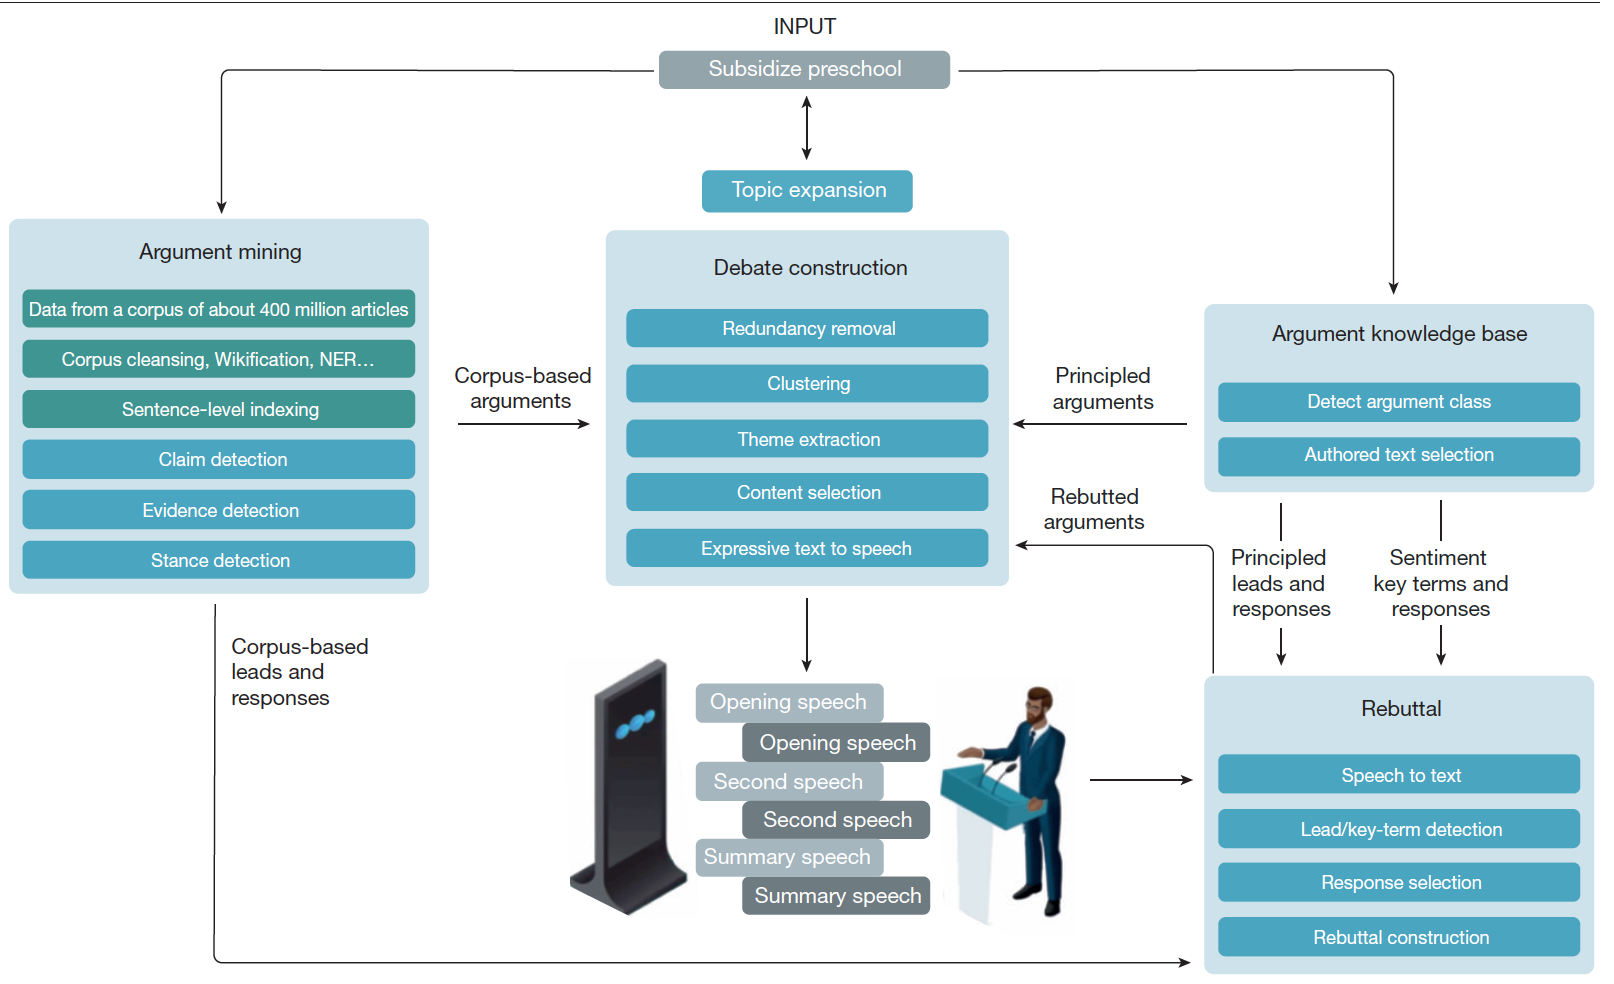 INPUT
Subsidize preschool
Topic expansion
Argument mining
Data from a corpus of about 400 million articles
Corpus cleansing, Wikification, NER...
Sentence-level indexing
Claim detection
Evidence detection
Stance detection
Corpus-based
arguments
Debate construction
Redundancy removal
Clustering
Theme extraction
Content selection
Expressive text to speech
Principled
arguments
Rebutted
arguments
Argument knowledge base
Detect argument class
Authored text selection
Principled
leads and
responses
Sentiment
key terms and
responses
Corpus-based
leads and
responses
Opening speech
Opening speech
Second speech
Second speech
Summary speech
Summary speech
Rebuttal
Speech to text
Lead/key-term detection
Response selection
Rebuttal construction